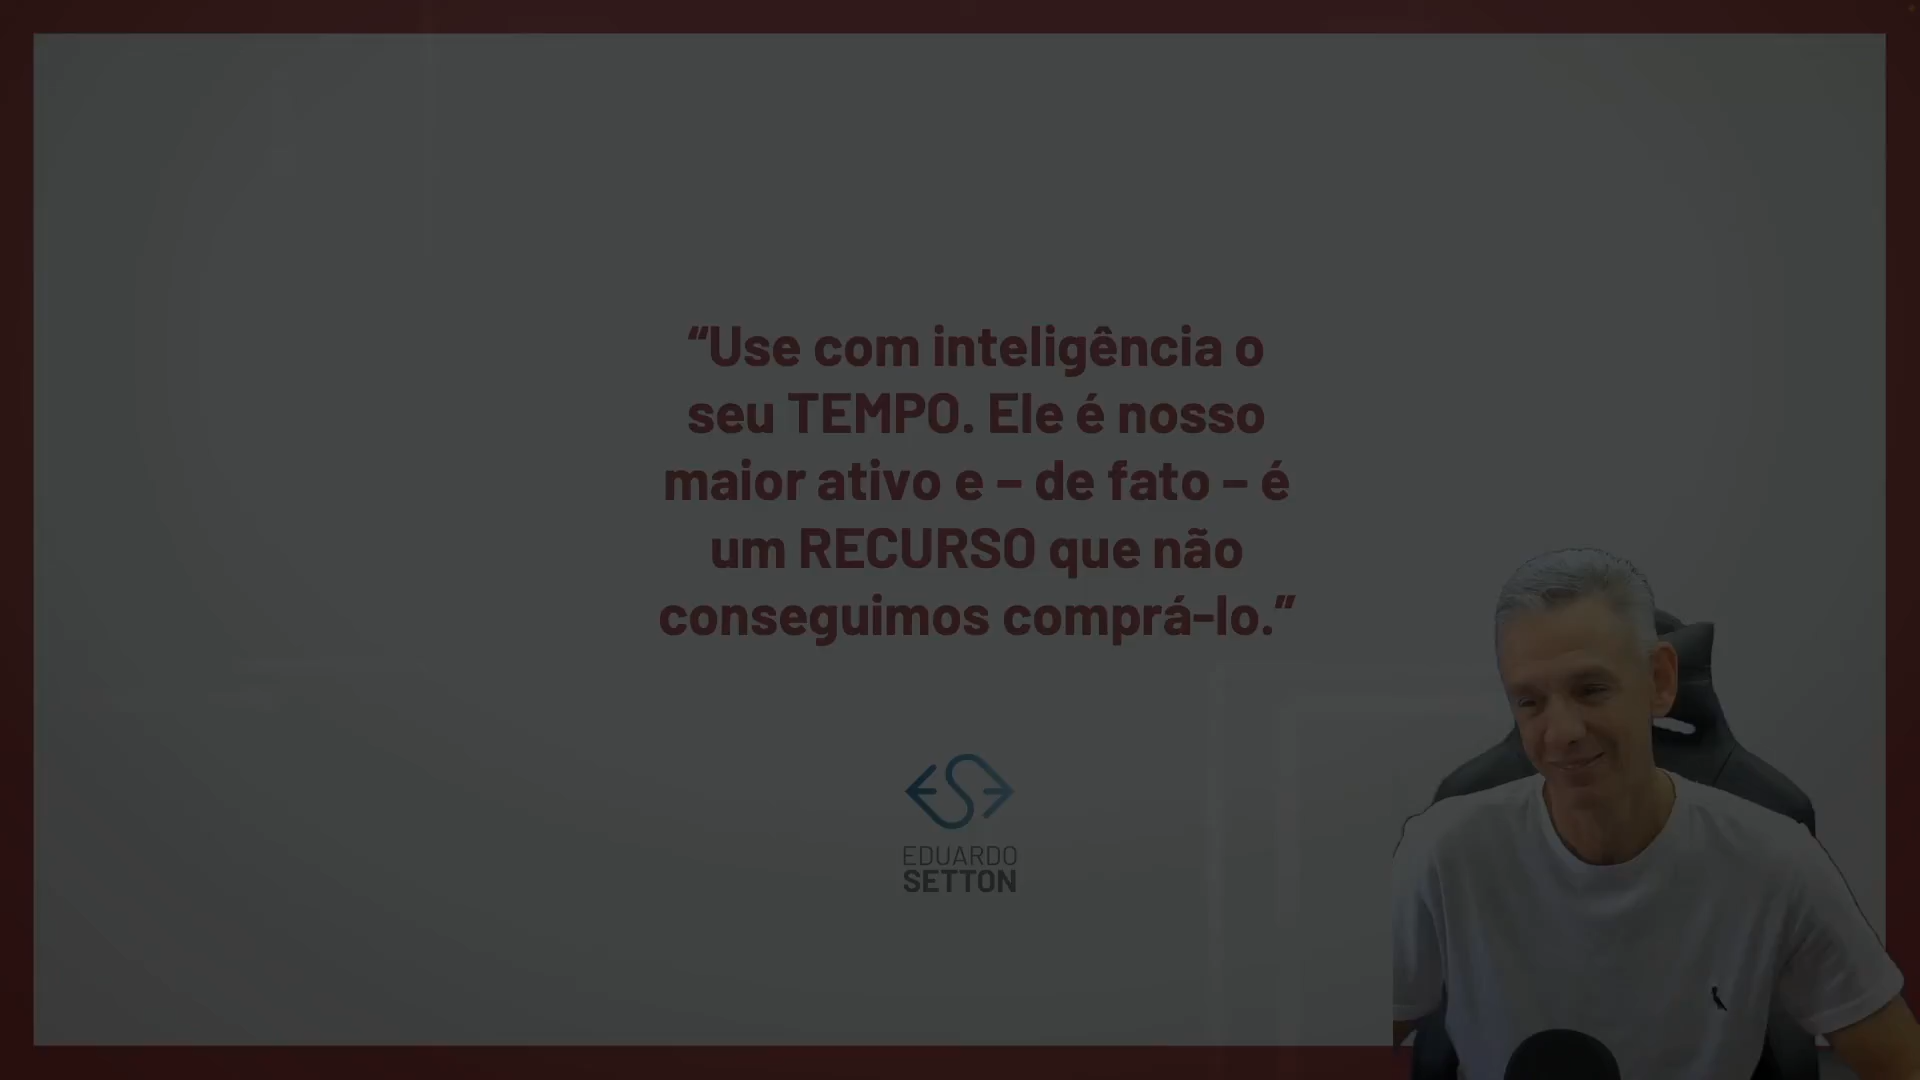 “Use com inteligência o
seu TEMPO. Ele é nosso
maior ativo e – de fato – é
um RECURSO que não
conseguimos comprá-lo.”
EDUARDO
SETTON